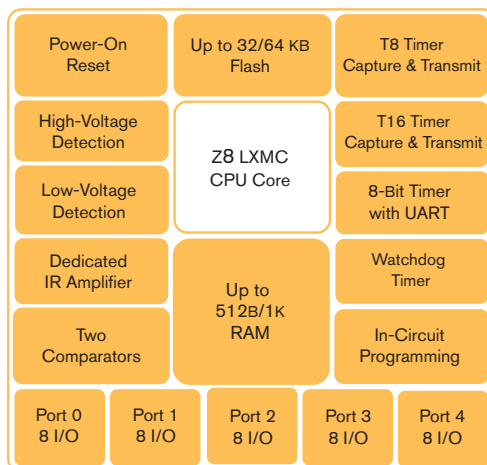 Power-On
Reset
Up to 32/64 KB
Flash
T8 Timer
Capture & Transmit
High-Voltage
Detection
Z8 LXMC
CPU Core
T16 Timer
Capture & Transmit
Low-Voltage
Detection
8-Bit Timer
with UART
Dedicated
IR Amplifier
Up to
512B/1K
RAM
Watchdog
Timer
Two
Comparators
In-Circuit
Programming
Port 0
8 I/O
Port 1
8 I/O
Port 2
8 I/O
Port 3
8 I/O
Port 4
8 I/O